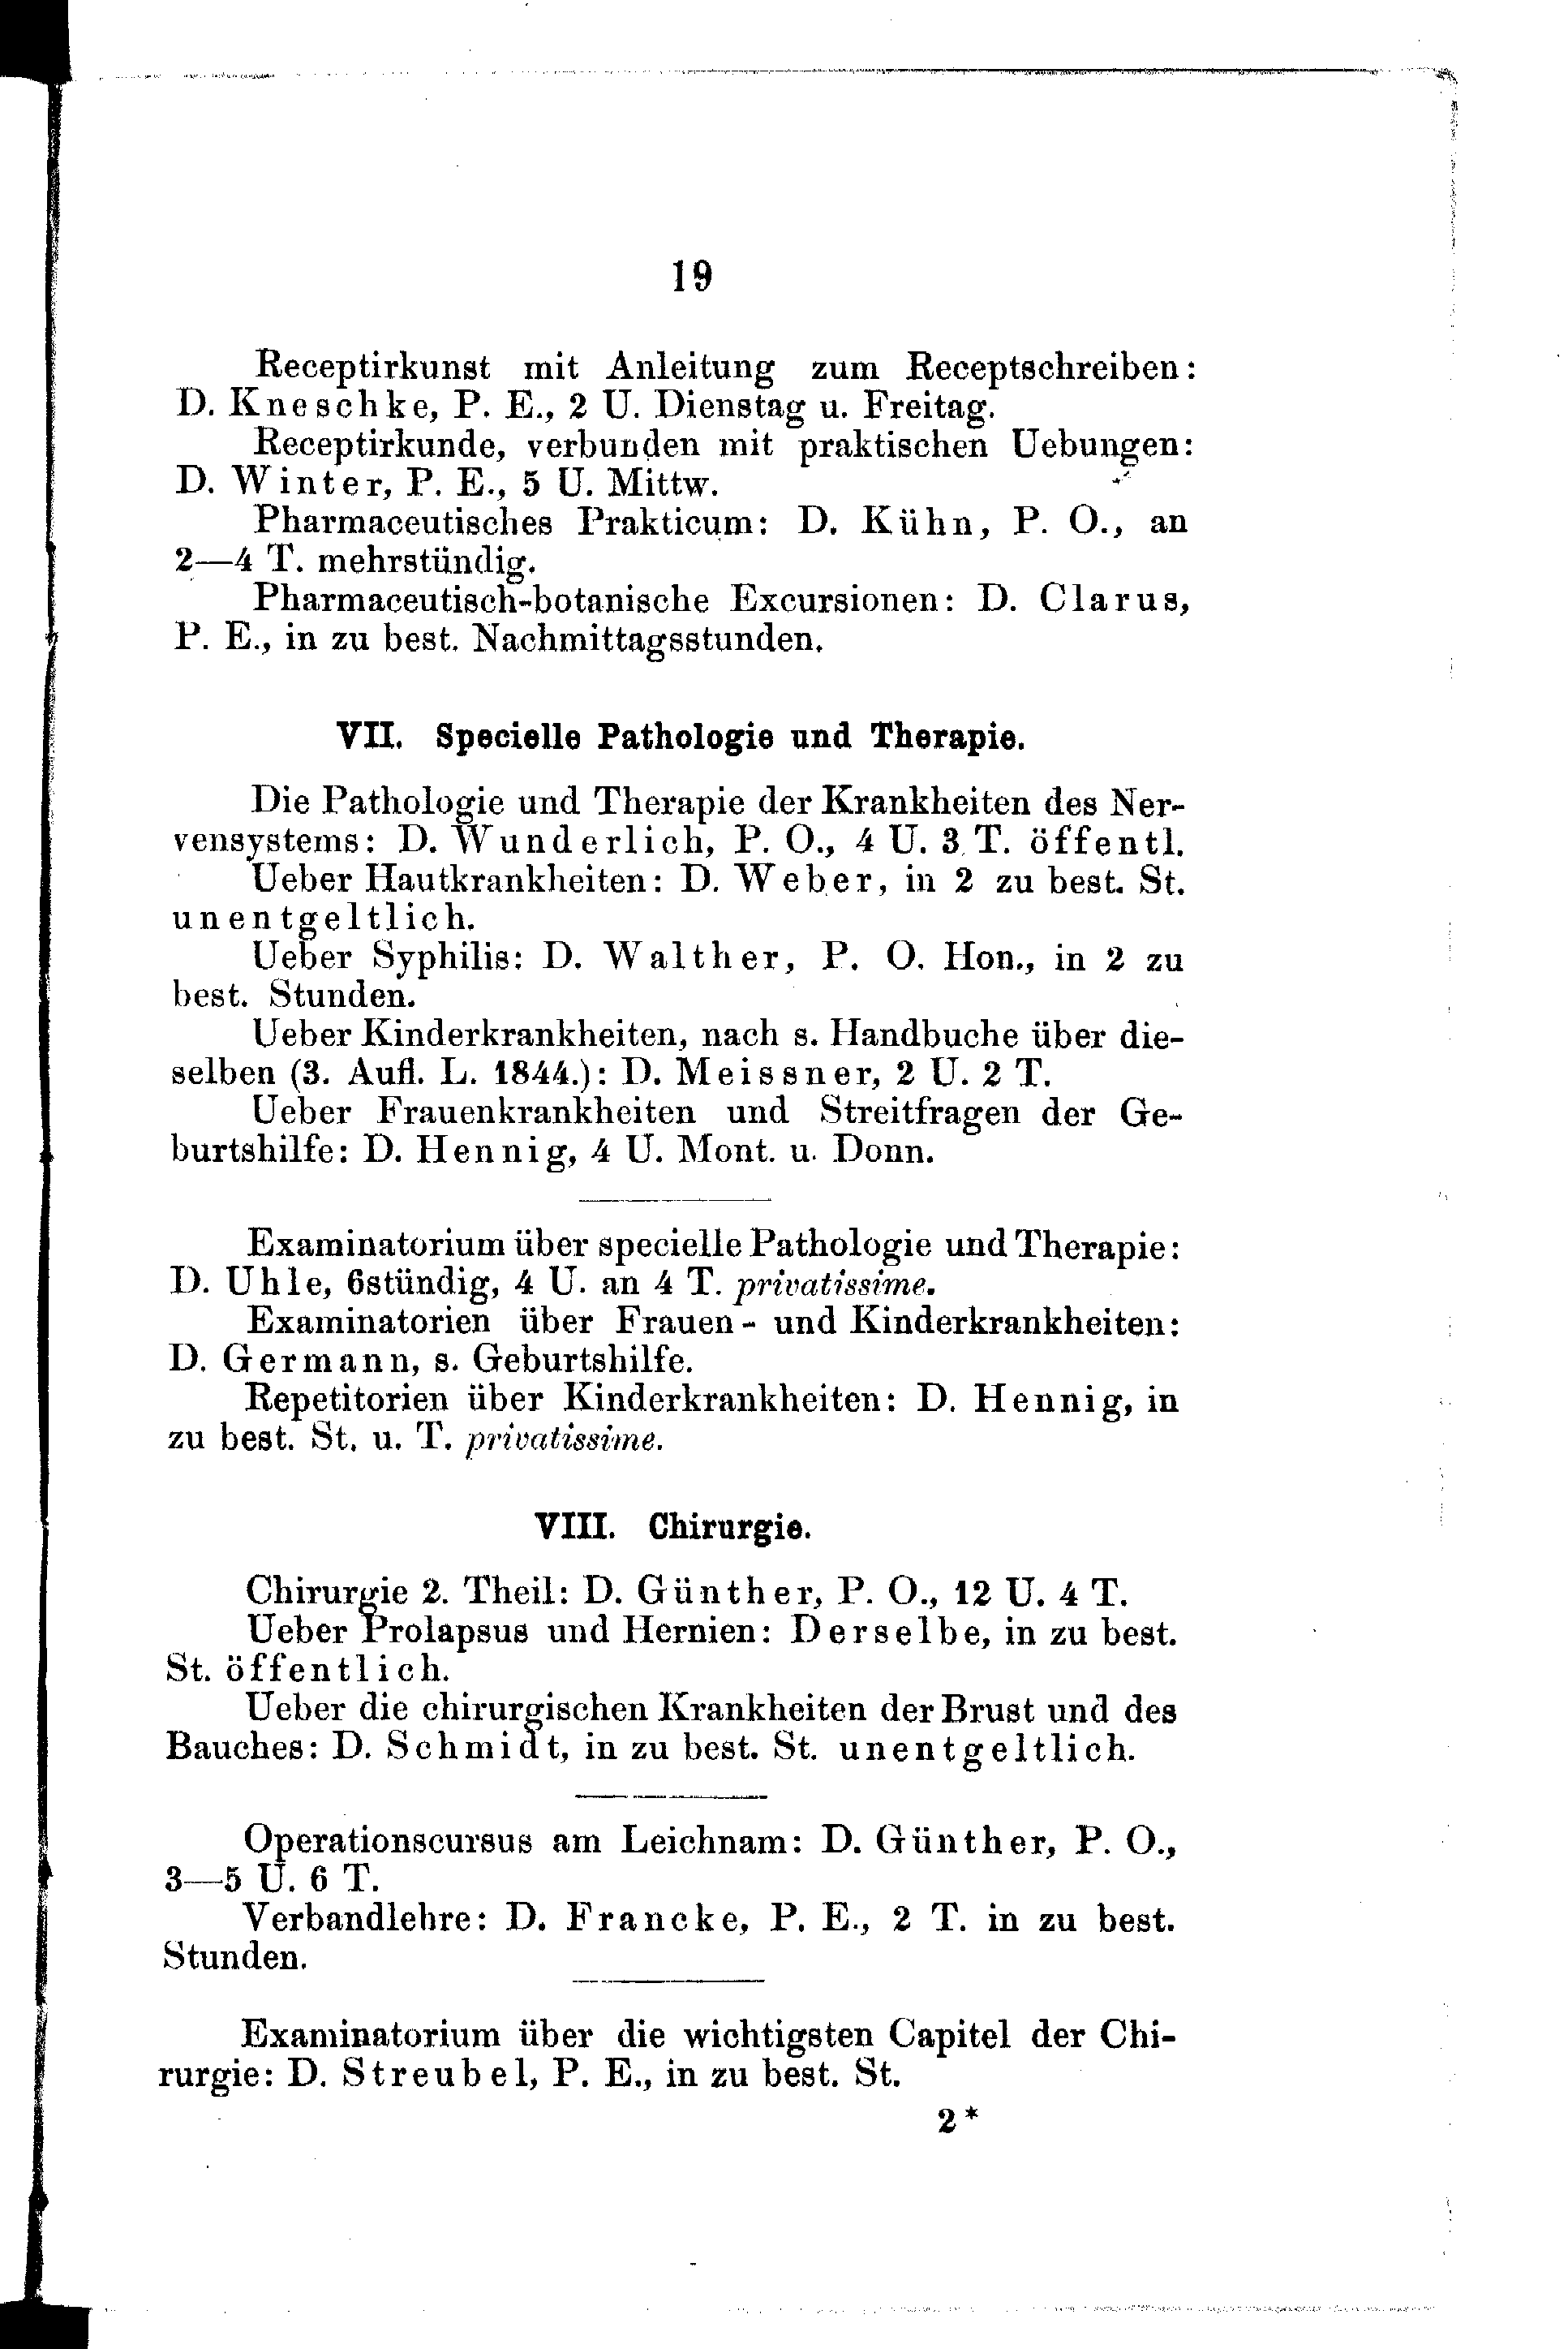 19
Receptirkunst mit Anleitung zum Receptschreiben:
D. Kneschke, P. E., 2 U. Dienstag u. Freitag.
Receptirkunde, verbunden mit praktischen Uebungen:
D. Winter, P. E., 5 U. Mittw.
Pharmaceutisches Prakticum: D. Kühn, P. O., an
2—4 T. mehrstündig.
Pharmaceutisch-botanische Excursionen: D. Clarus,
P. E., in zu best. Nachmittagsstunden.
VII. Specielle Pathologie und Therapie.
Die Pathologie und Therapie der Krankheiten des Ner-
vensystems: D. Wunderlich, P. O., 4 U. 3 T. öffentl.
Ueber Hautkrankheiten: D. Weber, in 2 zu best. St.
unentgeltlich.
Ueber Syphilis: D. Walther, P. O. Hon., in 2 zu
best. Stunden.
Ueber Kinderkrankheiten, nach s. Handbuche über die-
selben (3. Aufl. L. 1844.): D. Meissner, 2 U. 2 T.
Ueber Frauenkrankheiten und Streitfragen der Ge-
burtshilfe: D. Hennig, 4 U. Mont. u. Donn.
Examinatorium über specielle Pathologie und Therapie:
D. Uhle, 6stündig, 4 U. an 4 T. privatissime.
Examinatorien über Frauen- und Kinderkrankheiten:
D. Germann, s. Geburtshilfe.
Repetitorien über Kinderkrankheiten: D. Hennig, in
zu best. St. u. T. privatissime.
VIII. Chirurgie.
Chirurgie 2. Theil: D. Günther, P. O., 12 U. 4 T.
Ueber Prolapsus und Hernien: Derselbe, in zu best.
St. öffentlich.
Ueber die chirurgischen Krankheiten der Brust und des
Bauches: D. Schmidt, in zu best. St. unentgeltlich.
Operationscursus am Leichnam: D. Günther, P. O.,
3—5 U. 6 T.
Verbandlehre: D. Francke, P. E., 2 T. in zu best.
Stunden.
Examinatorium über die wichtigsten Capitel der Chi-
rurgie: D. Streubel, P. E., in zu best. St.
2*